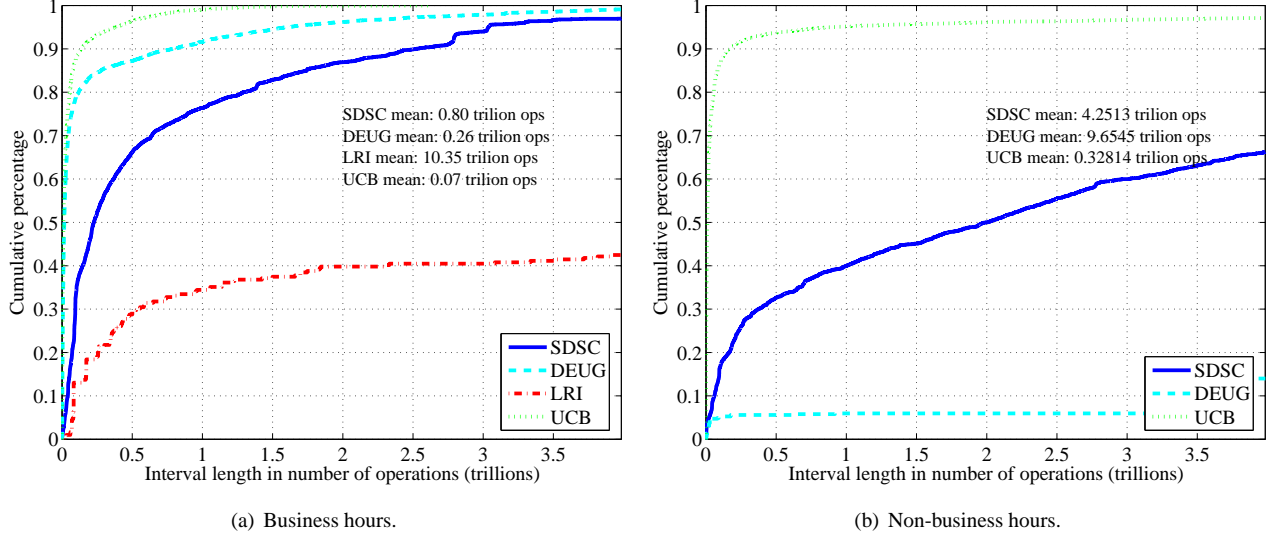 1
0.9
0.8
0.7
0.6
0.5
0.4
0.3
0.2
0.1
0
Cumulative percentage
SDSC mean: 0.80 trilion ops
DEUG mean: 0.26 trilion ops
LRI mean: 10.35 trilion ops
UCB mean: 0.07 trilion ops
SDSC
DEUG
LRI
UCB
0 0.5 1 1.5 2 2.5 3 3.5
Interval length in number of operations (trillions)
(a) Business hours.
1
0.9
0.8
0.7
0.6
0.5
0.4
0.3
0.2
0.1
0
Cumulative percentage
SDSC mean: 4.2513 trilion ops
DEUG mean: 9.6545 trilion ops
UCB mean: 0.32814 trilion ops
SDSC
DEUG
UCB
0 0.5 1 1.5 2 2.5 3 3.5
Interval length in number of operations (trillions)
(b) Non-business hours.